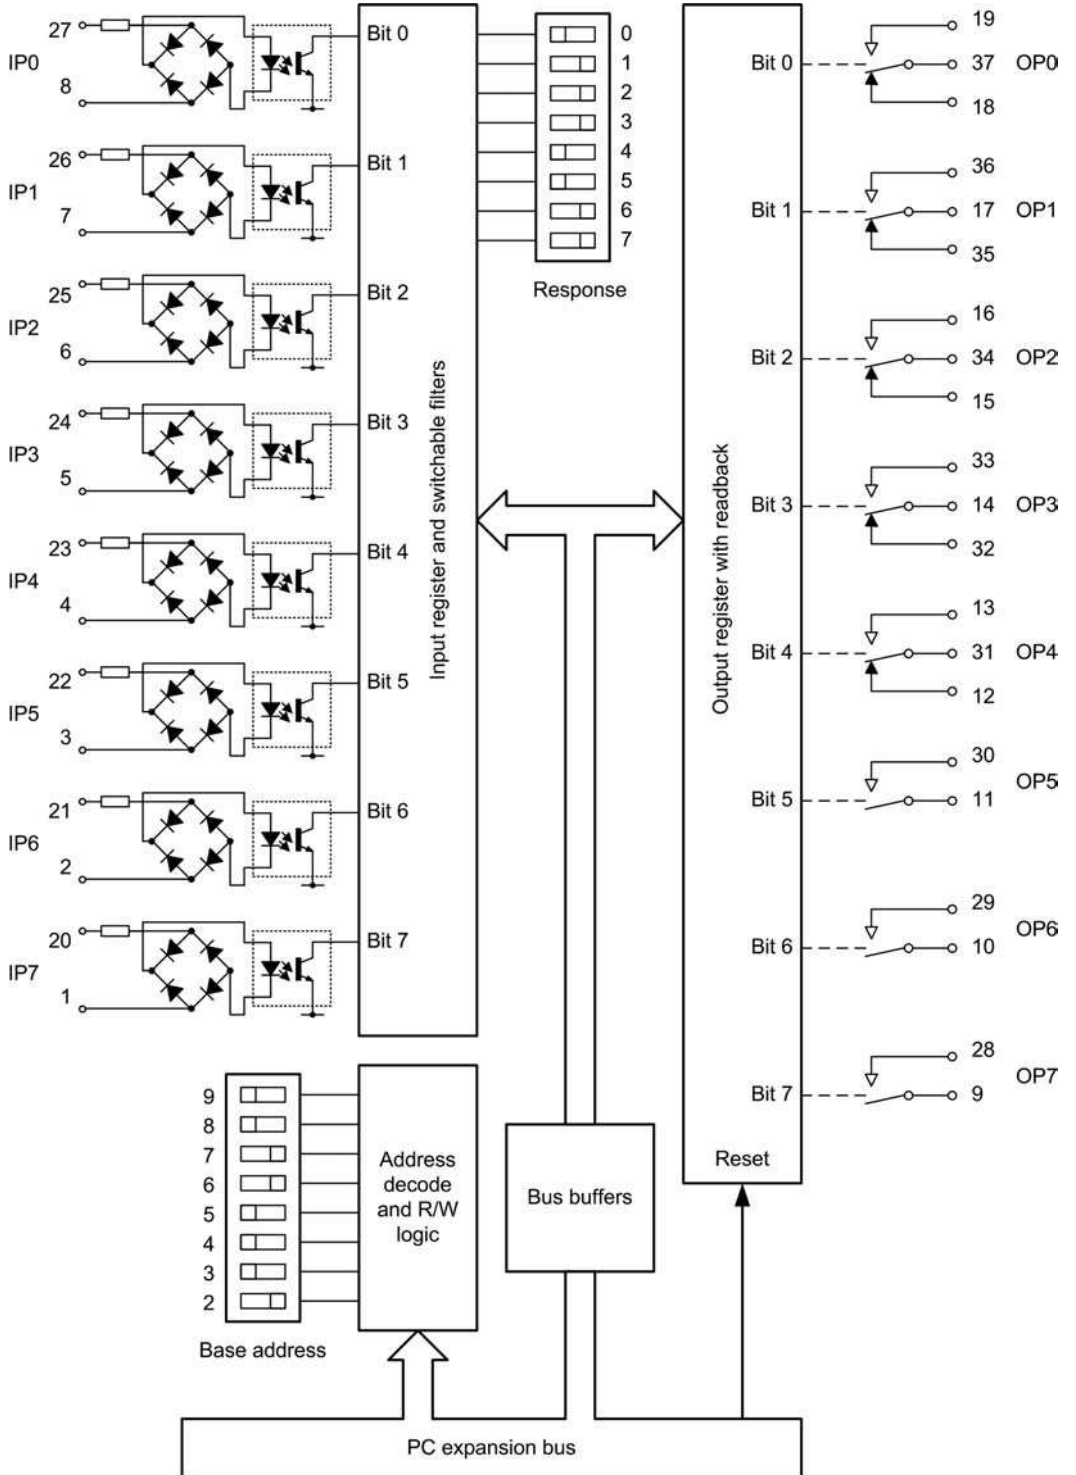 27
IP0
8
Bit 0
26
IP1
7
Bit 1
25
IP2
6
Bit 2
24
IP3
5
Bit 3
23
IP4
4
Bit 4
22
IP5
3
Bit 5
21
IP6
2
Bit 6
20
IP7
1
Bit 7
Input register and switchable filters
0
1
2
3
4
5
6
7
Response
Output register with readback
Bit 0
19
37 OP0
18
Bit 1
36
17 OP1
35
Bit 2
16
34 OP2
15
Bit 3
33
14 OP3
32
Bit 4
13
31 OP4
12
Bit 5
30
OP5
11
Bit 6
29
OP6
10
Bit 7
28
OP7
9
Reset
9
8
7
6
5
4
3
2
Base address
Address
decode
and R/W
logic
Bus buffers
PC expansion bus